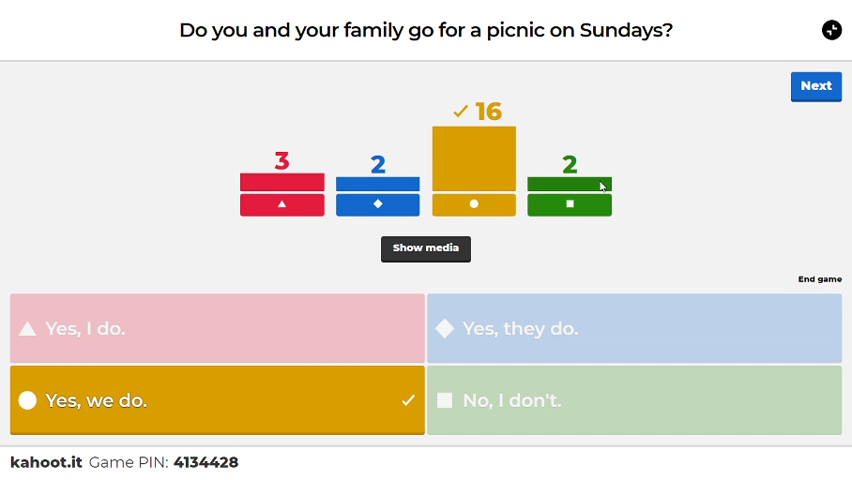 Do you and your family go for a picnic on Sundays?
Next
16
3
2
2
Show media
End game
Yes, I do.
Yes, they do.
Yes, we do.
No, I don't.
kahoot.it Game PIN: 4134428